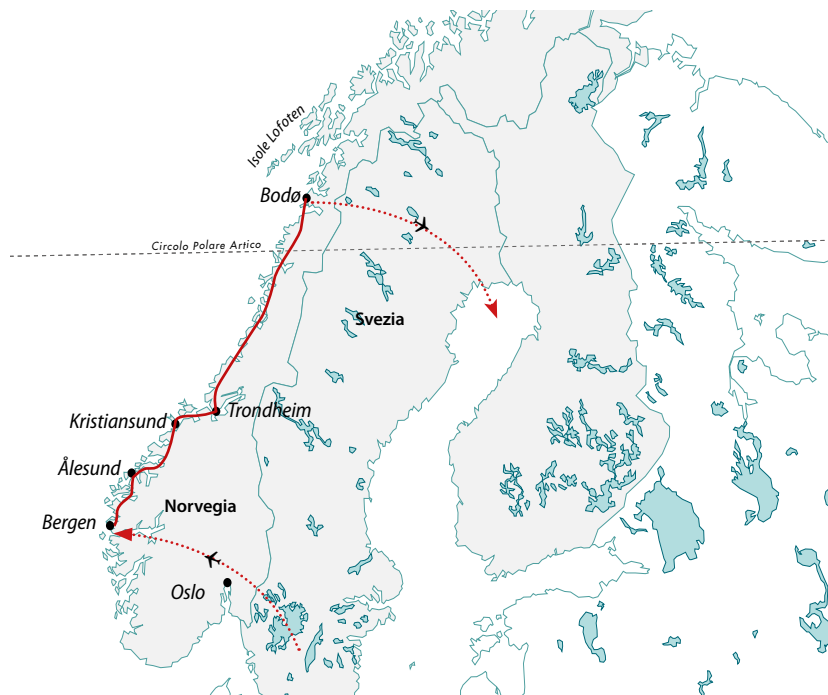 Isole Lofoten
Bodø
Circolo Polare Artico
Svezia
Kristiansund
Trondheim
Ålesund
Norvegia
Bergen
Oslo